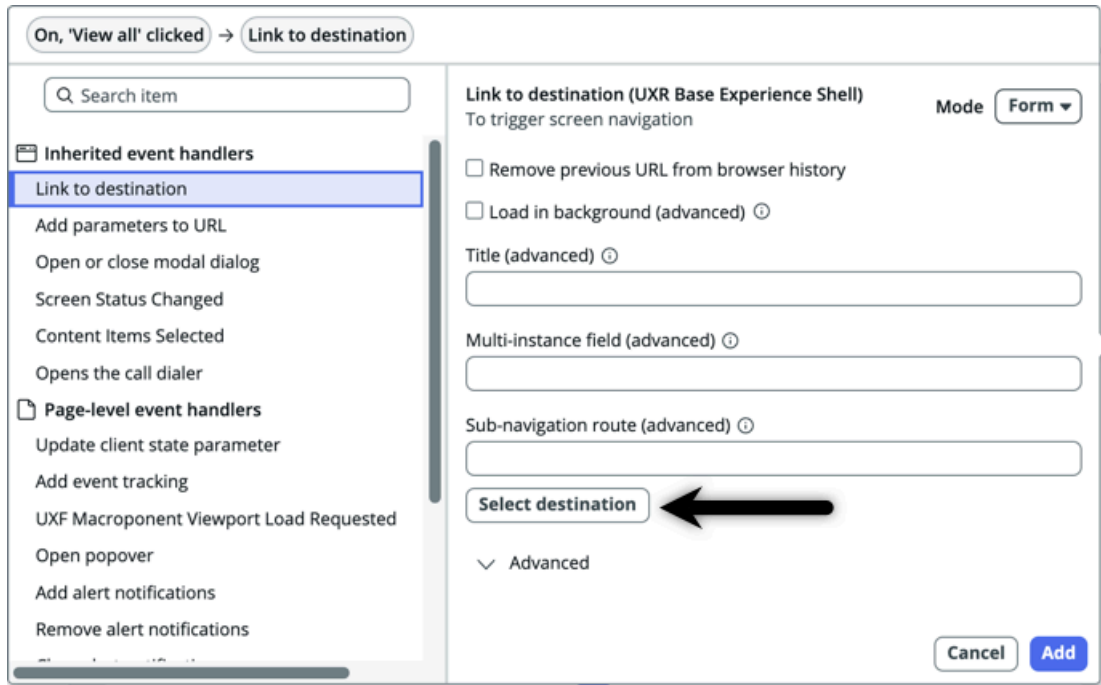 On, 'View all' clicked → Link to destination
Search item
Inherited event handlers
Link to destination
Add parameters to URL
Open or close modal dialog
Screen Status Changed
Content Items Selected
Opens the call dialer
Page-level event handlers
Update client state parameter
Add event tracking
UXF Macroponent Viewport Load Requested
Open popover
Add alert notifications
Remove alert notifications
Link to destination (UXR Base Experience Shell)
To trigger screen navigation
Mode Form
Remove previous URL from browser history
Load in background (advanced)
Title (advanced)
Multi-instance field (advanced)
Sub-navigation route (advanced)
Select destination
Advanced
Cancel Add